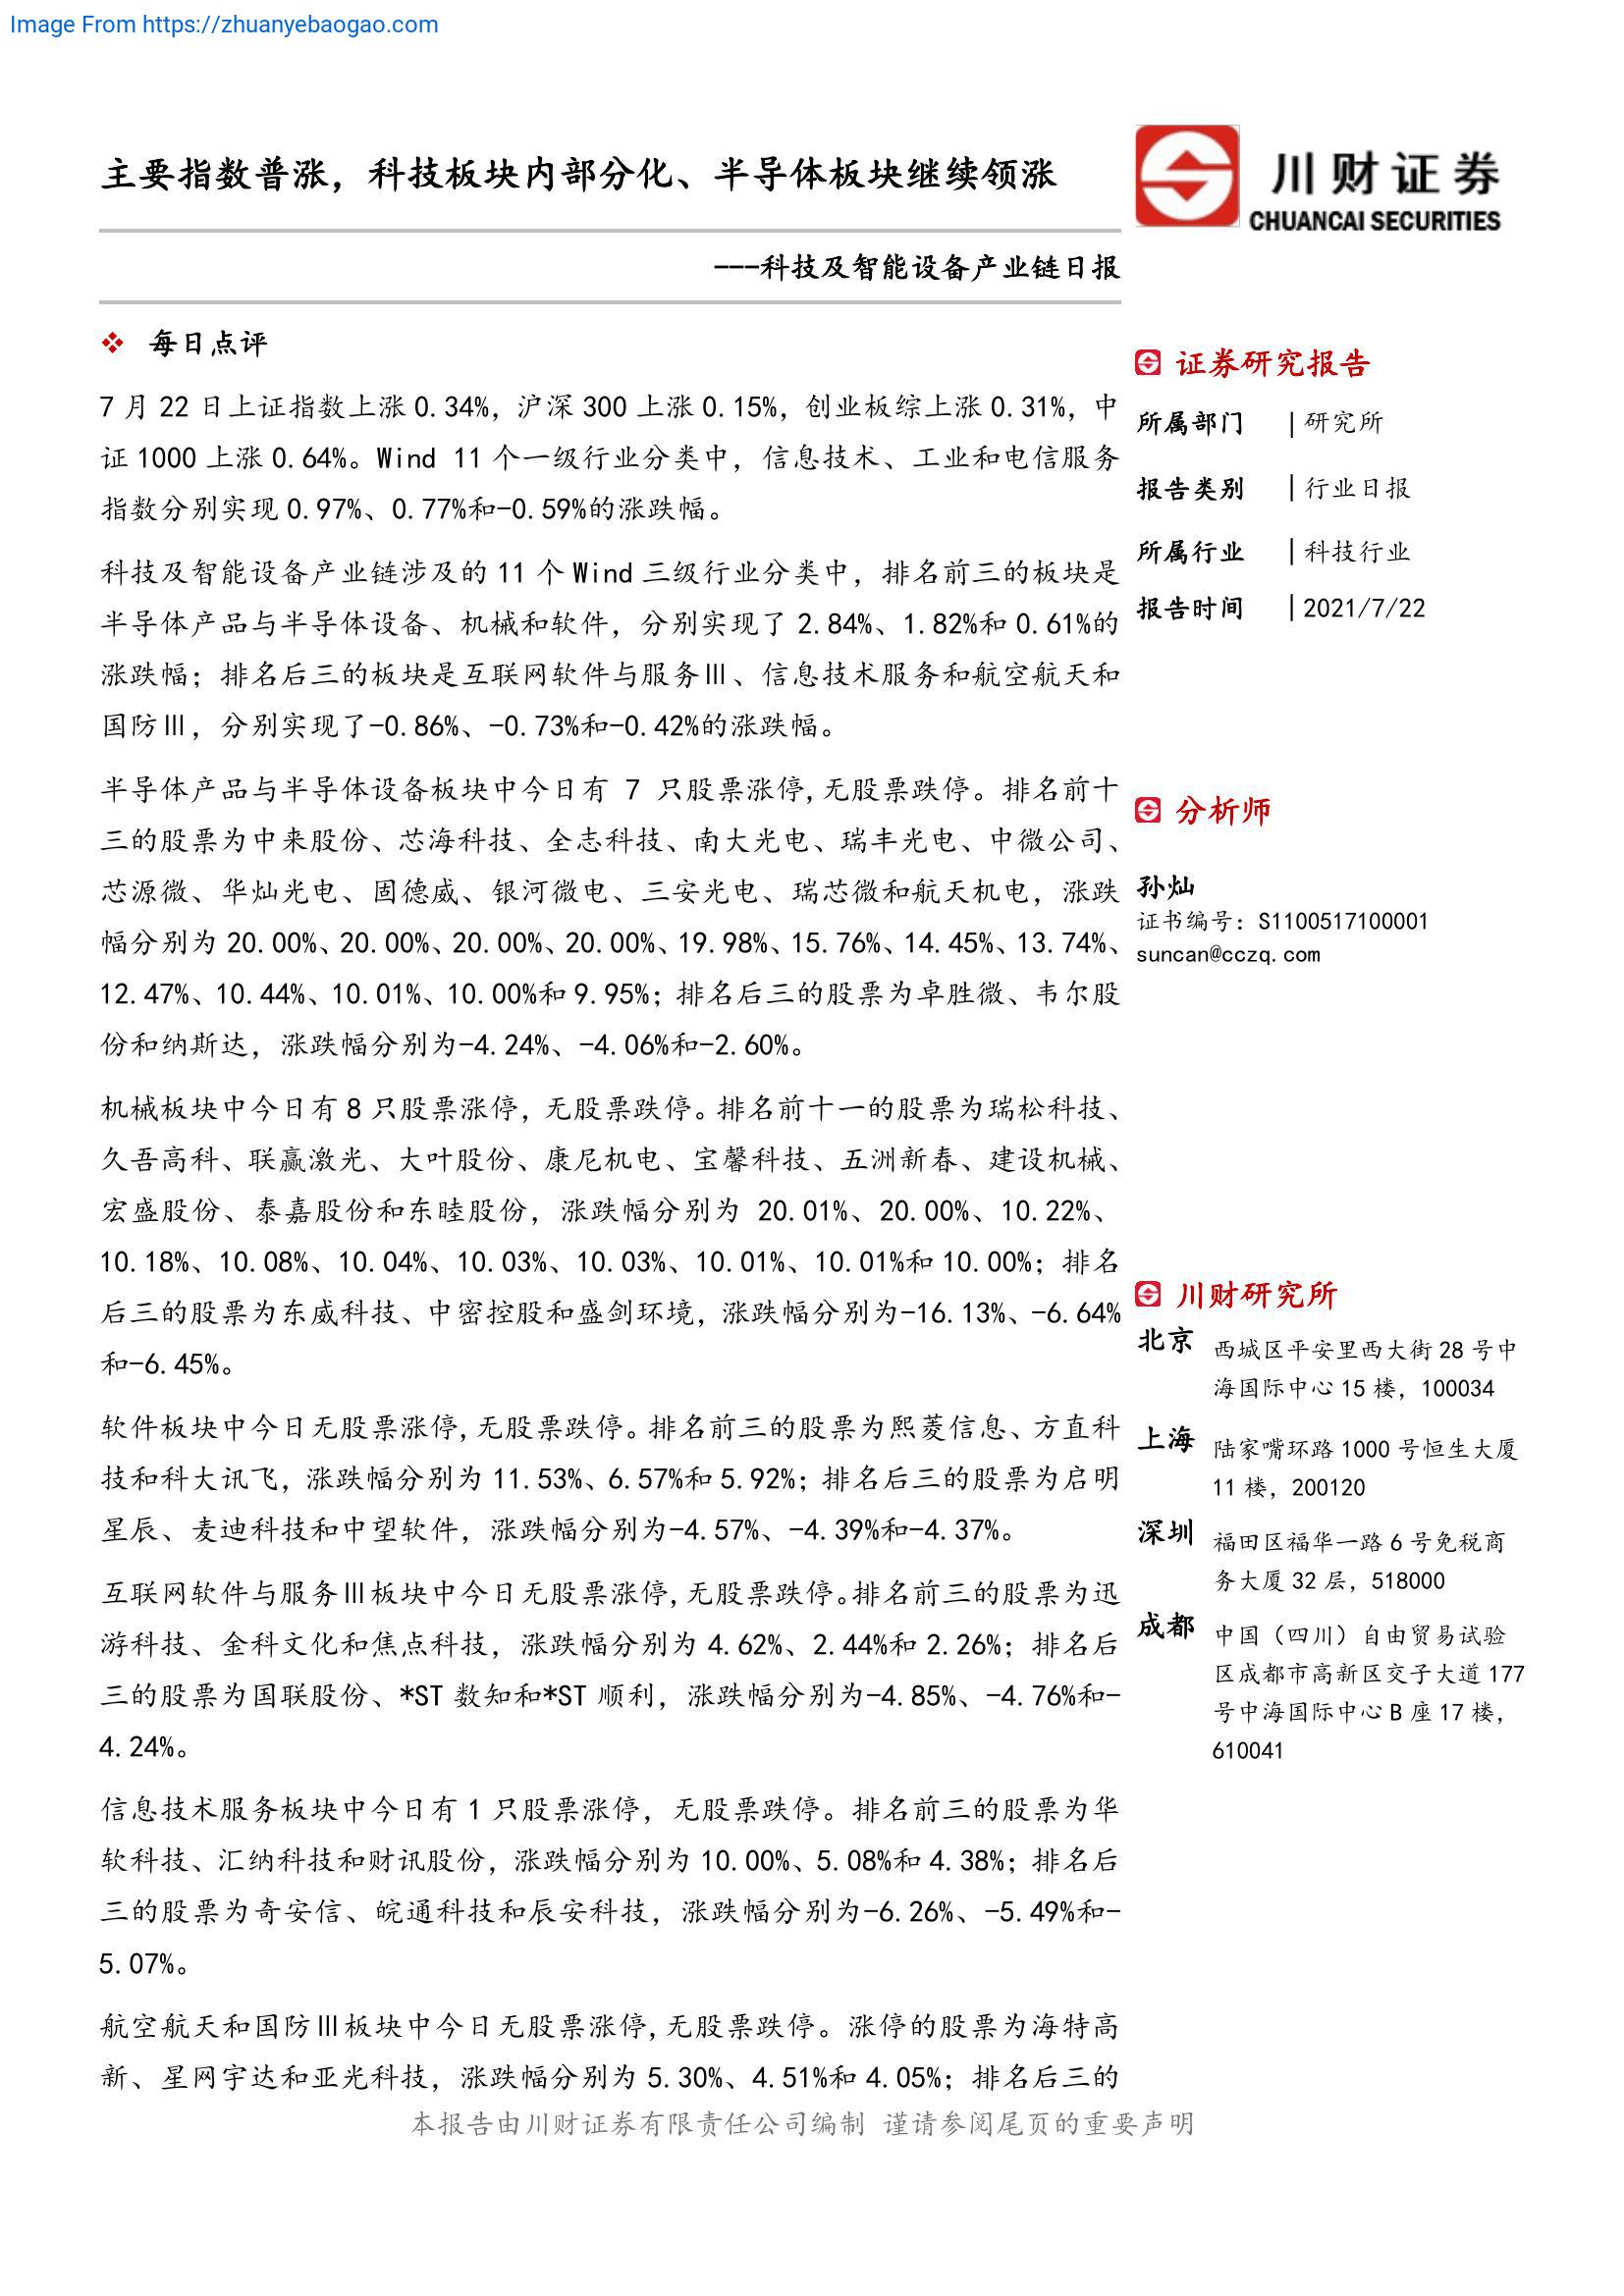 Image From https://zhuanyebaogao.com
主要指数普涨，科技板块内部分化、半导体板块继续领涨
---科技及智能设备产业链日报
川财证券
CHUANCAI SECURITIES
每日点评
7 月 22 日上证指数上涨 0.34%，沪深 300 上涨 0.15%，创业板综上涨 0.31%，中
证 1000 上涨 0.64%。Wind 11 个一级行业分类中，信息技术、工业和电信服务
指数分别实现 0.97%、0.77%和-0.59%的涨跌幅。
科技及智能设备产业链涉及的 11 个 Wind 三级行业分类中，排名前三的板块是
半导体产品与半导体设备、机械和软件，分别实现了 2.84%、1.82%和 0.61%的
涨跌幅；排名后三的板块是互联网软件与服务Ⅲ、信息技术服务和航空航天和
国防Ⅲ，分别实现了-0.86%、-0.73%和-0.42%的涨跌幅。
半导体产品与半导体设备板块中今日有 7 只股票涨停,无股票跌停。排名前十
三的股票为中来股份、芯海科技、全志科技、南大光电、瑞丰光电、中微公司、
芯源微、华灿光电、固德威、银河微电、三安光电、瑞芯微和航天机电，涨跌
幅分别为 20.00%、20.00%、20.00%、20.00%、19.98%、15.76%、14.45%、13.74%、
12.47%、10.44%、10.01%、10.00%和 9.95%；排名后三的股票为卓胜微、韦尔股
份和纳斯达，涨跌幅分别为-4.24%、-4.06%和-2.60%。
机械板块中今日有 8 只股票涨停，无股票跌停。排名前十一的股票为瑞松科技、
久吾高科、联赢激光、大叶股份、康尼机电、宝馨科技、五洲新春、建设机械、
宏盛股份、泰嘉股份和东睦股份，涨跌幅分别为 20.01%、20.00%、10.22%、
10.18%、10.08%、10.04%、10.03%、10.03%、10.01%、10.01%和 10.00%；排名
后三的股票为东威科技、中密控股和盛剑环境，涨跌幅分别为-16.13%、-6.64%
和-6.45%。
软件板块中今日无股票涨停,无股票跌停。排名前三的股票为熙菱信息、方直科
技和科大讯飞，涨跌幅分别为 11.53%、6.57%和 5.92%；排名后三的股票为启明
星辰、麦迪科技和中望软件，涨跌幅分别为-4.57%、-4.39%和-4.37%。
互联网软件与服务Ⅲ板块中今日无股票涨停,无股票跌停。排名前三的股票为迅
游科技、金科文化和焦点科技，涨跌幅分别为 4.62%、2.44%和 2.26%；排名后
三的股票为国联股份、*ST 数知和*ST 顺利，涨跌幅分别为-4.85%、-4.76%和-
4.24%。
信息技术服务板块中今日有 1 只股票涨停，无股票跌停。排名前三的股票为华
软科技、汇纳科技和财讯股份，涨跌幅分别为 10.00%、5.08%和 4.38%；排名后
三的股票为奇安信、皖通科技和辰安科技，涨跌幅分别为-6.26%、-5.49%和-
5.07%。
航空航天和国防Ⅲ板块中今日无股票涨停,无股票跌停。涨停的股票为海特高
新、星网宇达和亚光科技，涨跌幅分别为 5.30%、4.51%和 4.05%；排名后三的
证券研究报告
所属部门 | 研究所
报告类别 | 行业日报
所属行业 | 科技行业
报告时间 | 2021/7/22
分析师
孙灿
证书编号：S1100517100001
suncan@cczq.com
川财研究所
北京 西城区平安里西大街 28 号中
海国际中心 15 楼，100034
上海 陆家嘴环路 1000 号恒生大厦
11 楼，200120
深圳 福田区福华一路 6 号免税商
务大厦 32 层，518000
成都 中国（四川）自由贸易试验
区成都市高新区交子大道 177
号中海国际中心 B 座 17 楼，
610041
本报告由川财证券有限责任公司编制 谨请参阅尾页的重要声明